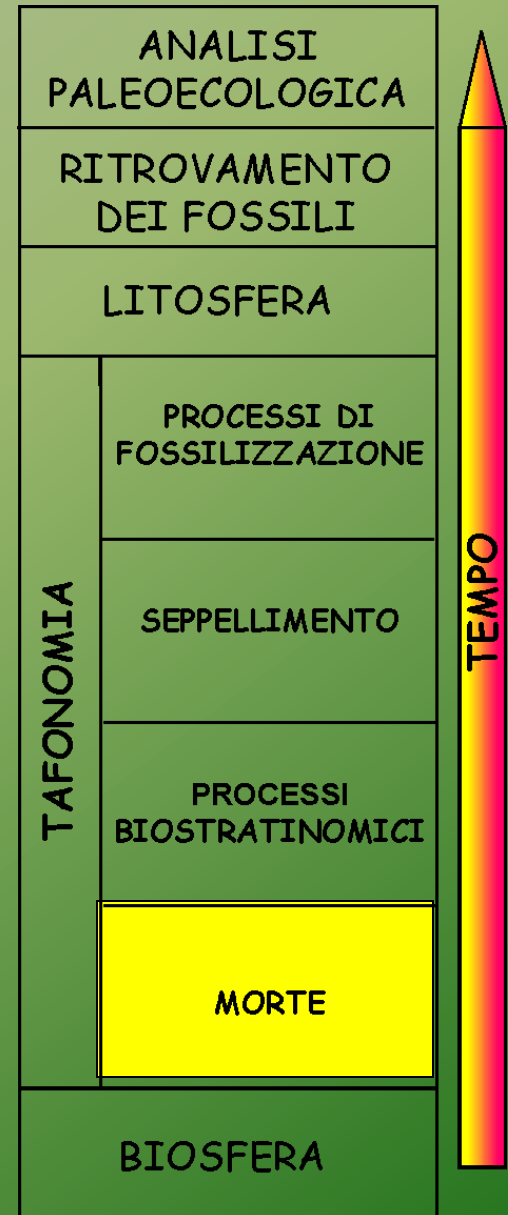 ANALISI
PALEOECOLOGICA
RITROVAMENTO
DEI FOSSILI
LITOSFERA
TAFONOMIA
PROCESSI DI
FOSSILIZZAZIONE
SEPPELLIMENTO
PROCESSI
BIOSTRATINOMICI
MORTE
BIOSFERA
TEMPO